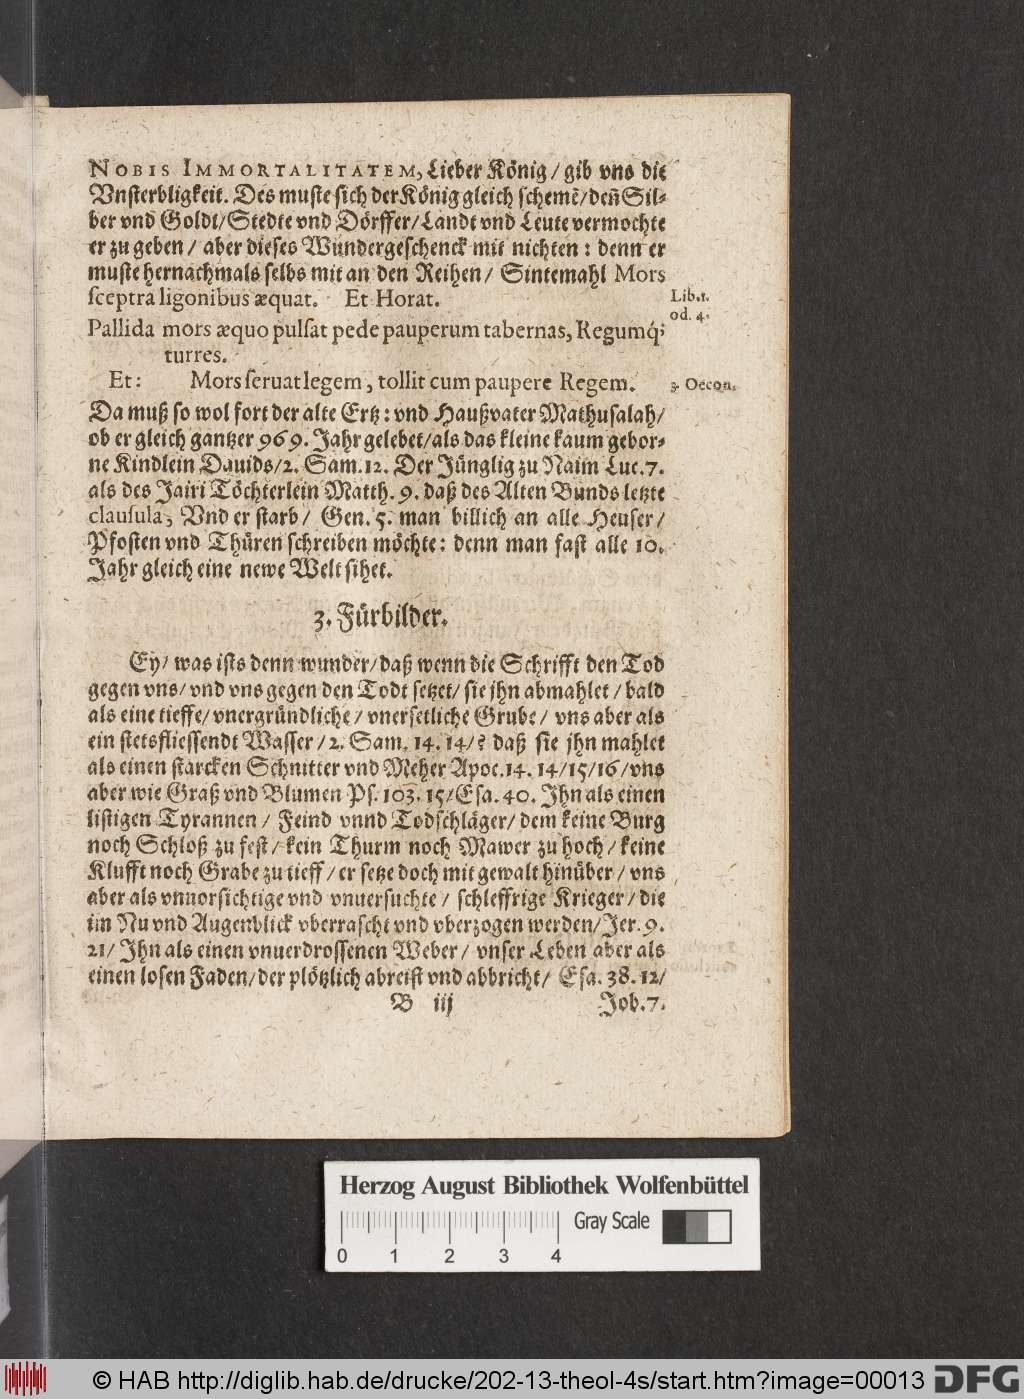 NOBIS IMMORTALITATEM, Lieber König / gib vns die
Vnsterbligkeit. Des muste sich der König gleich schemẽ / deñ Sil-
ber vnd Goldt / Stedte vnd Dörffer / Landt vnd Leute vermochte
er zu geben / aber dieses Wundergeschenck mit nichten : denn er
muste hernachmals selbs mit an den Reihen / Sintemahl Mors
sceptra ligonibus æquat. Et Horat.
Lib. 1.
od. 4.
Pallida mors æquo pulsat pede pauperum tabernas, Regumq́;
turres.
Et: Mors seruat legem, tollit cum paupere Regem.
3. Oecon.
Da muß so wol fort der alte Ertz : vnd Haußvater Mathusalah /
ob er gleich gantzer 969. Jahr gelebet / als das kleine kaum gebor-
ne Kindlein Dauids / 2. Sam. 12. Der Jünglig zu Naim Luc. 7.
als des Jairi Töchterlein Matth. 9. daß des Alten Bunds letzte
clausula, Vnd er starb / Gen. 5. man billich an alle Heuser /
Pfosten vnd Thüren schreiben möchte : denn man fast alle 10.
Jahr gleich eine newe Welt sihet.
3. Fürbilder.
Ey / was ists denn wunder / daß wenn die Schrifft den Tod
gegen vns / vnd vns gegen den Todt setzet / sie jhn abmahlet / bald
als eine tieffe / vnergründliche / vnersetliche Grube / vns aber als
ein stetsfliessendt Wasser / 2. Sam. 14. 14 / ? daß sie jhn mahlet
als einen starcken Schnitter vnd Meher Apoc. 14. 14 / 15 / 16 / vns
aber wie Graß vnd Blumen Ps. 103. 15 / Esa. 40. Ihn als einen
listigen Tyrannen / Feind vnnd Todschläger / dem keine Burg
noch Schloß zu fest / kein Thurm noch Mawer zu hoch / keine
Klufft noch Grabe zu tieff / er setze doch mit gewalt hinüber / vns
aber als vnuorsichtige vnd vnuersuchte / schleffrige Krieger / die
im Nu vnd Augenblick vberrascht vnd vberzogen werden / Jer. 9.
21 / Ihn als einen vnuerdrossenen Weber / vnser Leben aber als
einen losen Faden / der plötzlich abreist vnd abbricht / Esa. 38. 12 /
B iij Job. 7.
Herzog August Bibliothek Wolfenbüttel
Gray Scale
0 1 2 3 4
© HAB http://diglib.hab.de/drucke/202-13-theol-4s/start.htm?image=00013
DFG